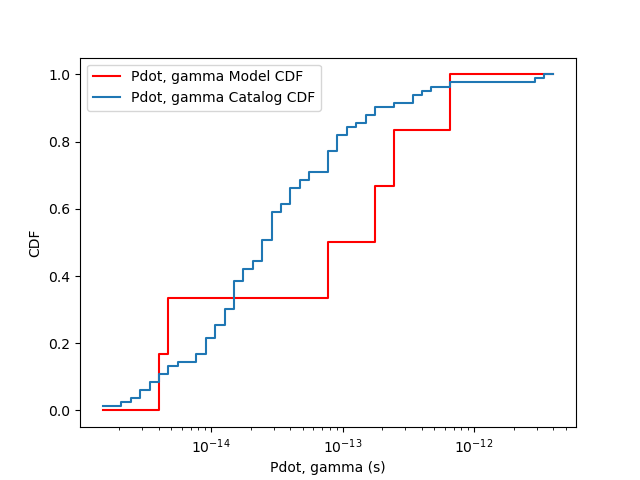 Pdot, gamma Model CDF
Pdot, gamma Catalog CDF
1.0
0.8
0.6
0.4
0.2
0.0
CDF
10⁻¹⁴
10⁻¹³
10⁻¹²
Pdot, gamma (s)